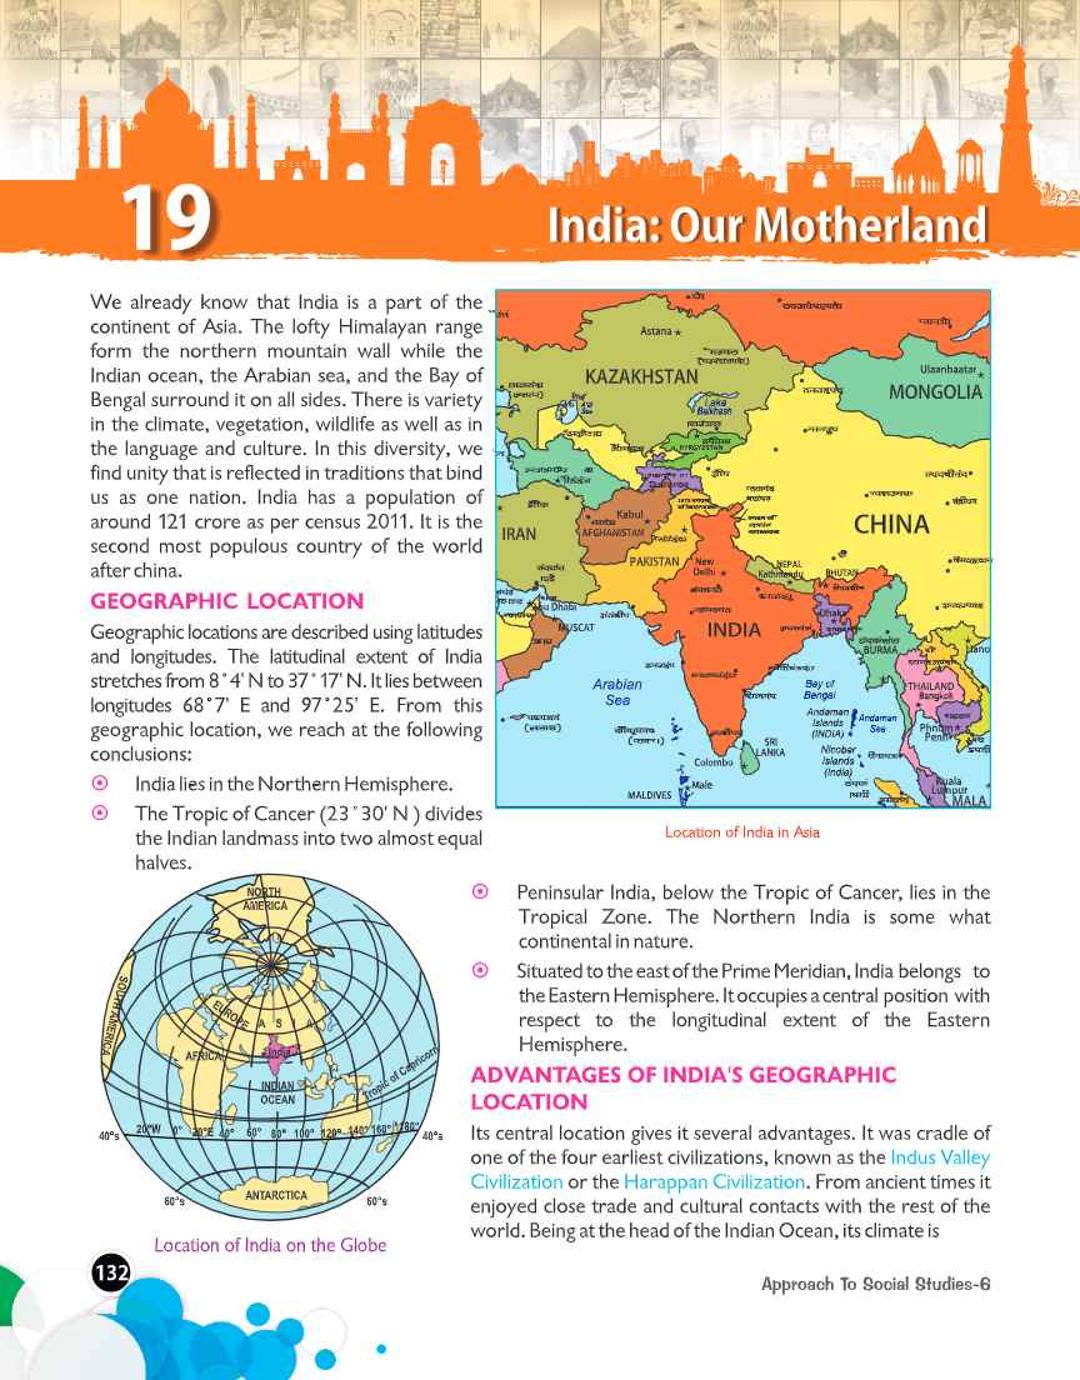 19
India: Our Motherland
We already know that India is a part of the
continent of Asia. The lofty Himalayan range
form the northern mountain wall while the
Indian ocean, the Arabian sea, and the Bay of
Bengal surround it on all sides. There is variety
in the climate, vegetation, wildlife as well as in
the language and culture. In this diversity, we
find unity that is reflected in traditions that bind
us as one nation. India has a population of
around 121 crore as per census 2011. It is the
second most populous country of the world
after china.
GEOGRAPHIC LOCATION
Geographic locations are described using latitudes
and longitudes. The latitudinal extent of India
stretches from 8°4' N to 37°17' N. It lies between
longitudes 68°7' E and 97°25' E. From this
geographic location, we reach at the following
conclusions:
India lies in the Northern Hemisphere.
The Tropic of Cancer (23°30' N ) divides
the Indian landmass into two almost equal
halves.
NORTH
AMERICA
SOUTH AMERICA
EUROPE
A S I A
AFRICA
India
INDIAN
OCEAN
Tropic of Capricorn
40°s 20°W 0° 20°E 40° 60° 80° 100° 120° 140° 160° 180° 40°s
60°s 60°s
ANTARCTICA
Location of India on the Globe
Astana
KAZAKHSTAN
Ulaanbaatar
MONGOLIA
Lake
Balkhash
KYRGYZSTAN
IRAN
Kabul
AFGHANISTAN
CHINA
PAKISTAN
New
Delhi
NEPAL
Kathmandu
BHUTAN
Abu Dhabi
MUSCAT
Dhaka
INDIA
BURMA
Arabian
Sea
Bay of
Bengal
THAILAND
Bangkok
Andaman
Islands
(INDIA)
Andaman
Sea
Phnom
Penh
SRI
LANKA
Colombo
Nicobar
Islands
(India)
Male
MALDIVES
Kuala
Lumpur
MALA
Location of India in Asia
Peninsular India, below the Tropic of Cancer, lies in the
Tropical Zone. The Northern India is some what
continental in nature.
Situated to the east of the Prime Meridian, India belongs to
the Eastern Hemisphere. It occupies a central position with
respect to the longitudinal extent of the Eastern
Hemisphere.
ADVANTAGES OF INDIA'S GEOGRAPHIC
LOCATION
Its central location gives it several advantages. It was cradle of
one of the four earliest civilizations, known as the Indus Valley
Civilization or the Harappan Civilization. From ancient times it
enjoyed close trade and cultural contacts with the rest of the
world. Being at the head of the Indian Ocean, its climate is
132
Approach To Social Studies-6